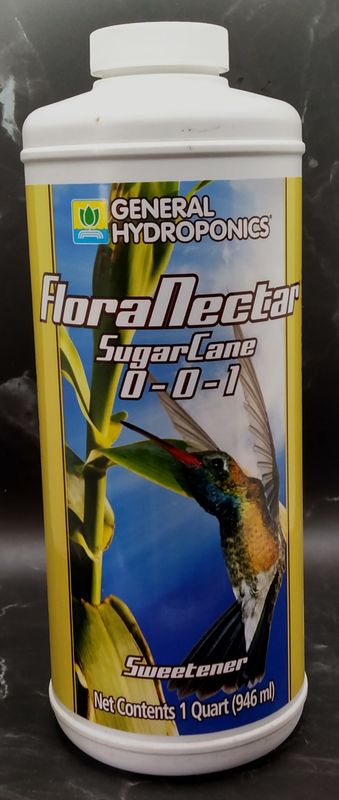 GENERAL
HYDROPONICS®
FloraNectar
SugarCane
0-0-1
Sweetener
Net Contents 1 Quart (946 ml)